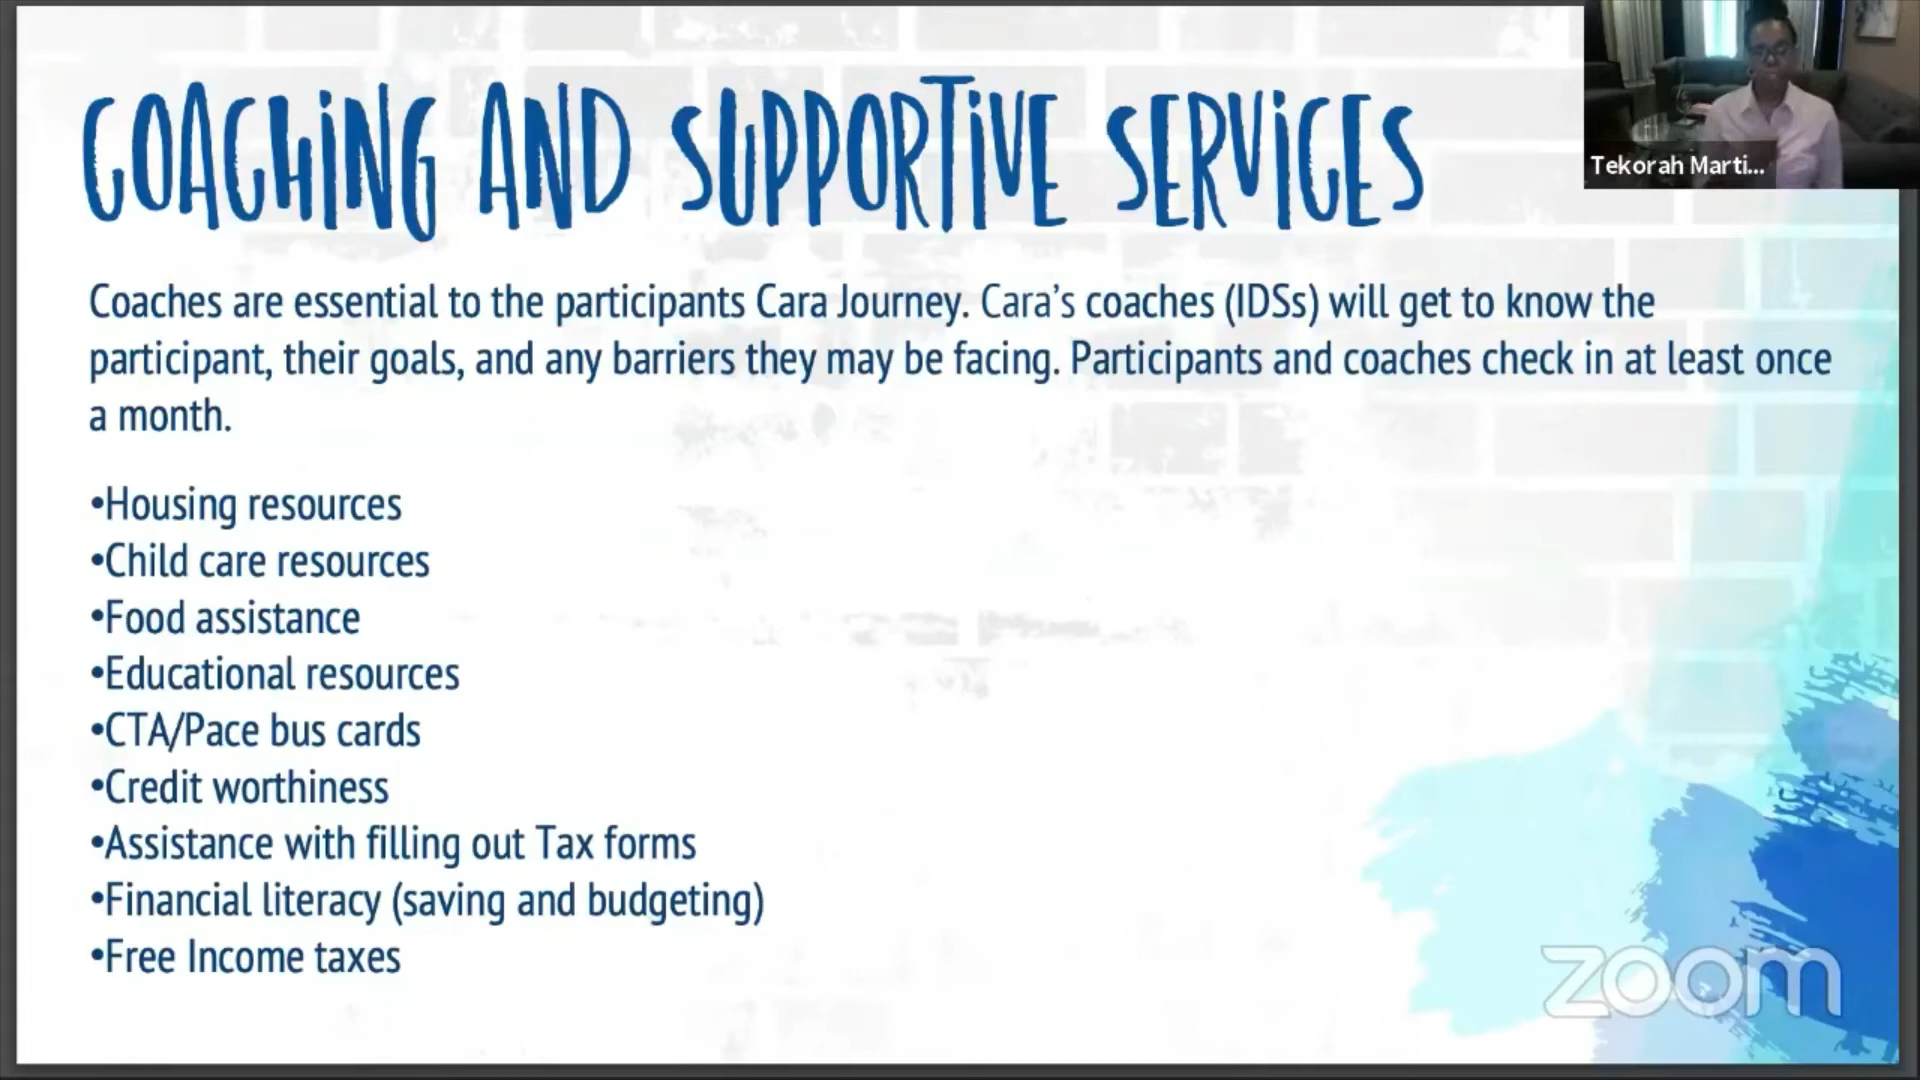 COACHING AND SUPPORTIVE SERVICES
Tekorah Marti...
Coaches are essential to the participants Cara Journey. Cara’s coaches (IDSs) will get to know the
participant, their goals, and any barriers they may be facing. Participants and coaches check in at least once
a month.
•Housing resources
•Child care resources
•Food assistance
•Educational resources
•CTA/Pace bus cards
•Credit worthiness
•Assistance with filling out Tax forms
•Financial literacy (saving and budgeting)
•Free Income taxes
zoom